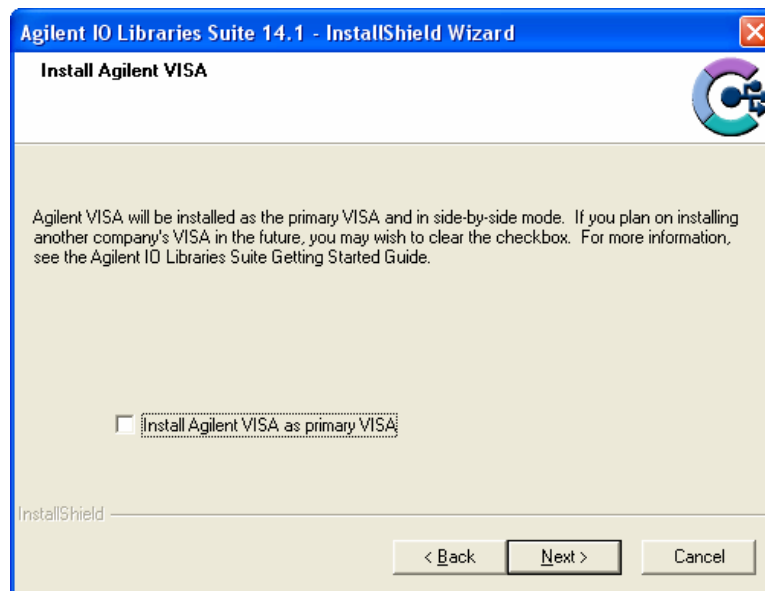 Agilent IO Libraries Suite 14.1 - InstallShield Wizard
Install Agilent VISA
Agilent VISA will be installed as the primary VISA and in side-by-side mode. If you plan on installing
another company's VISA in the future, you may wish to clear the checkbox. For more information,
see the Agilent IO Libraries Suite Getting Started Guide.
Install Agilent VISA as primary VISA
InstallShield
< Back
Next >
Cancel